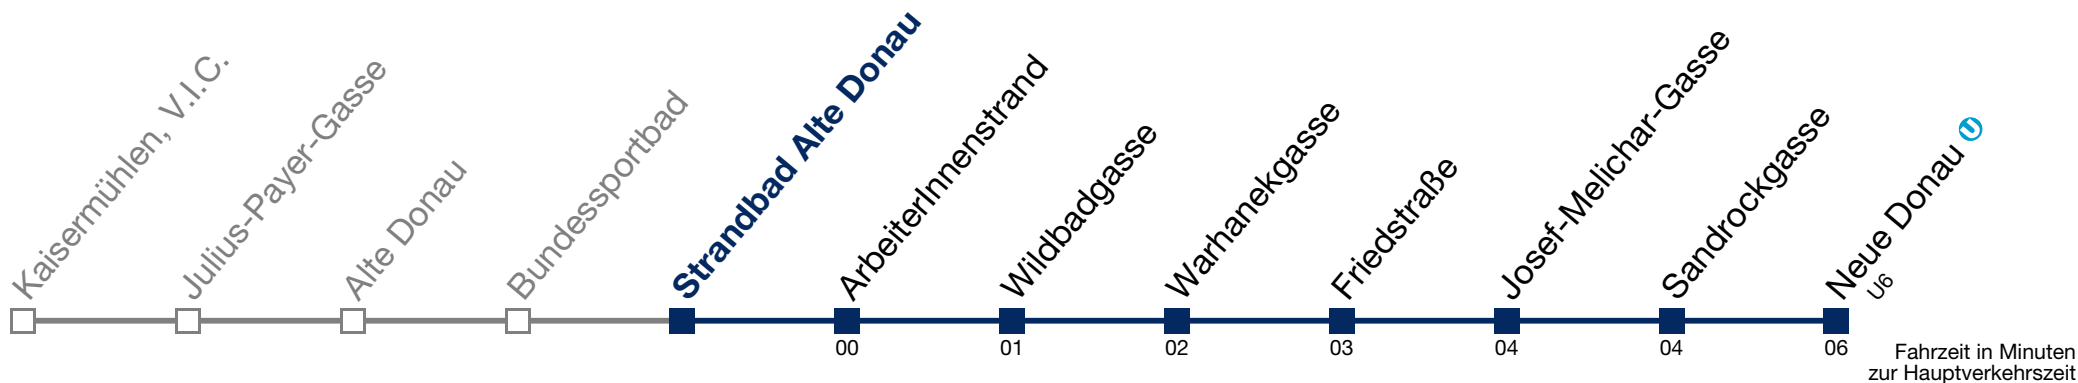 Kaisermühlen, V.I.C.
Julius-Payer-Gasse
Alte Donau
Bundessportbad
Strandbad Alte Donau
ArbeiterInnenstrand
Wildbadgasse
Warhanekgasse
Friedstraße
Josef-Melichar-Gasse
Sandrockgasse
Neue Donau U
U6
00 01 02 03 04 04 06
Fahrzeit in Minuten
zur Hauptverkehrszeit